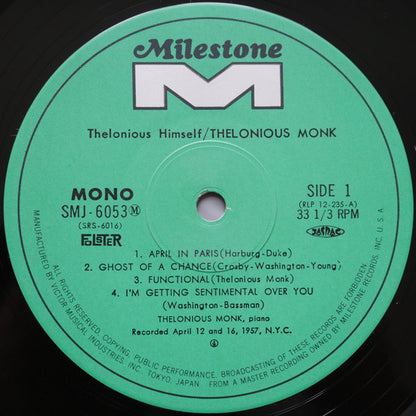 Milestone
M
Thelonious Himself/THELONIOUS MONK
MONO
SMJ-6053 M
(SRS-6016)
POLSTER
SIDE 1
(RLP 12-235-A)
33 1/3 RPM
JASRAC
1. APRIL IN PARIS(Harburg-Duke)
2. GHOST OF A CHANCE(Crosby-Washington-Young)
3. FUNCTIONAL(Thelonious Monk)
4. I'M GETTING SENTIMENTAL OVER YOU
(Washington-Bassman)
THELONIOUS MONK, piano
Recorded April 12 and 16, 1957, N.Y.C.
MANUFACTURED BY VICTOR MUSICAL INDUSTRIES, INC. TOKYO, JAPAN. FROM A MASTER RECORDING OWNED BY MILESTONE RECORDS, INC. U.S.A.
ALL RIGHTS RESERVED. COPYING, PUBLIC PERFORMANCE, BROADCASTING OF THESE RECORDS ARE FORBIDDEN.